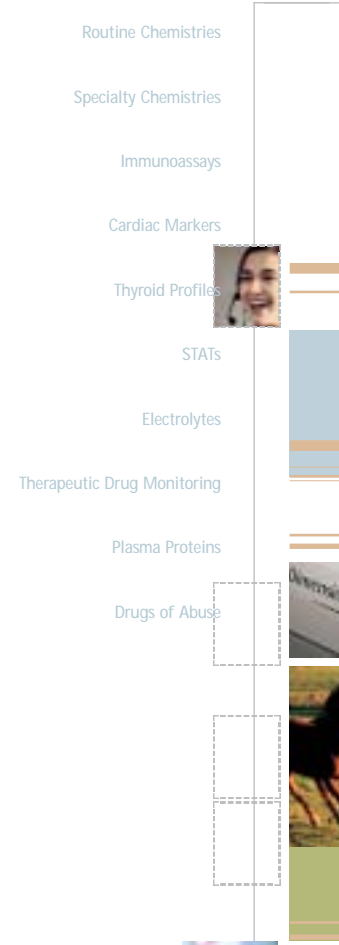 Routine Chemistries
Specialty Chemistries
Immunoassays
Cardiac Markers
Thyroid Profiles
STATs
Electrolytes
Therapeutic Drug Monitoring
Plasma Proteins
Drugs of Abuse